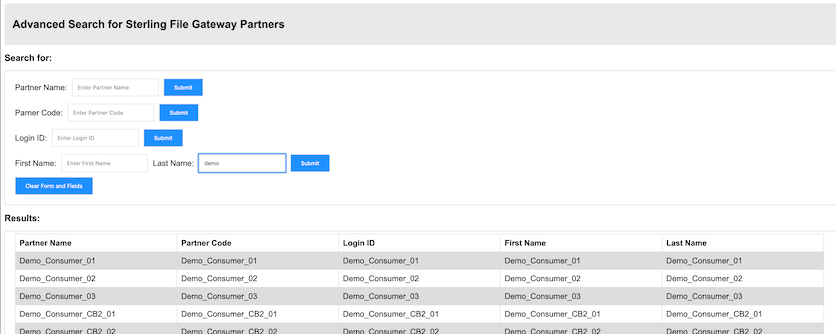 Advanced Search for Sterling File Gateway Partners
Search for:
Partner Name: Enter Partner Name Submit
Parner Code: Enter Partner Code Submit
Login ID: Enter Login ID Submit
First Name: Enter First Name Last Name: demo Submit
Clear Form and Fields
Results:
Partner Name Partner Code Login ID First Name Last Name
Demo_Consumer_01 Demo_Consumer_01 Demo_Consumer_01 Demo_Consumer_01 Demo_Consumer_01
Demo_Consumer_02 Demo_Consumer_02 Demo_Consumer_02 Demo_Consumer_02 Demo_Consumer_02
Demo_Consumer_03 Demo_Consumer_03 Demo_Consumer_03 Demo_Consumer_03 Demo_Consumer_03
Demo_Consumer_CB2_01 Demo_Consumer_CB2_01 Demo_Consumer_CB2_01 Demo_Consumer_CB2_01 Demo_Consumer_CB2_01
Demo_Consumer_CB2_02 Demo_Consumer_CB2_02 Demo_Consumer_CB2_02 Demo_Consumer_CB2_02 Demo_Consumer_CB2_02